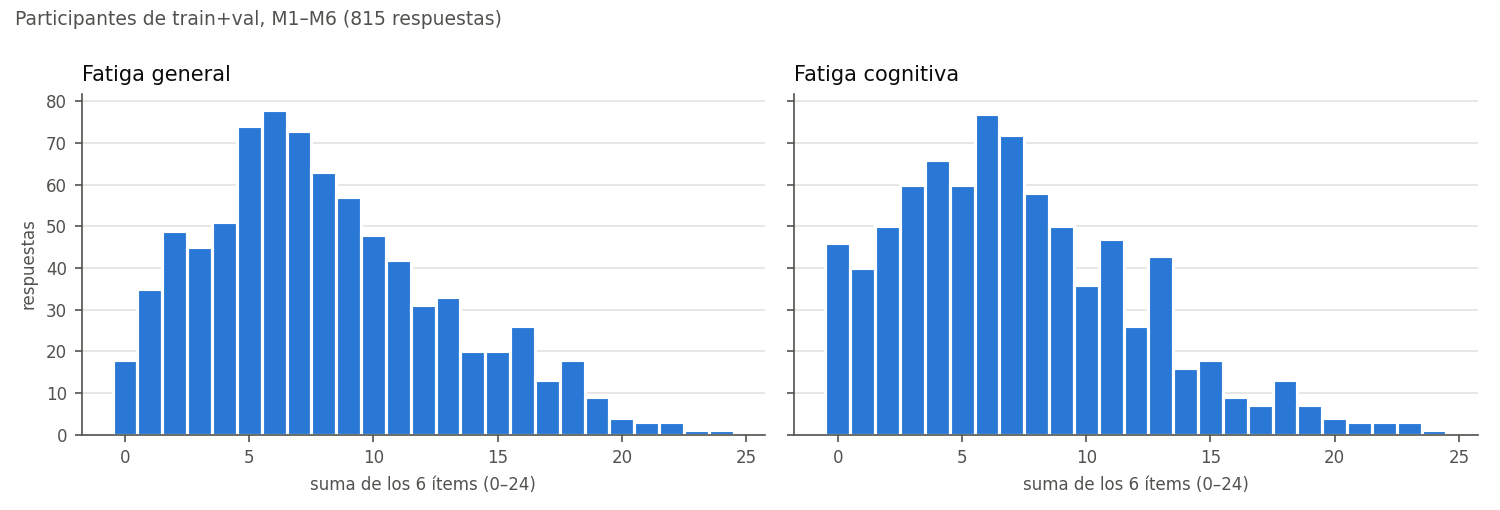 Participantes de train+val, M1–M6 (815 respuestas)
Fatiga general
80
70
60
50
40
30
20
10
0
respuestas
0 5 10 15 20 25
suma de los 6 ítems (0–24)
Fatiga cognitiva
0 5 10 15 20 25
suma de los 6 ítems (0–24)